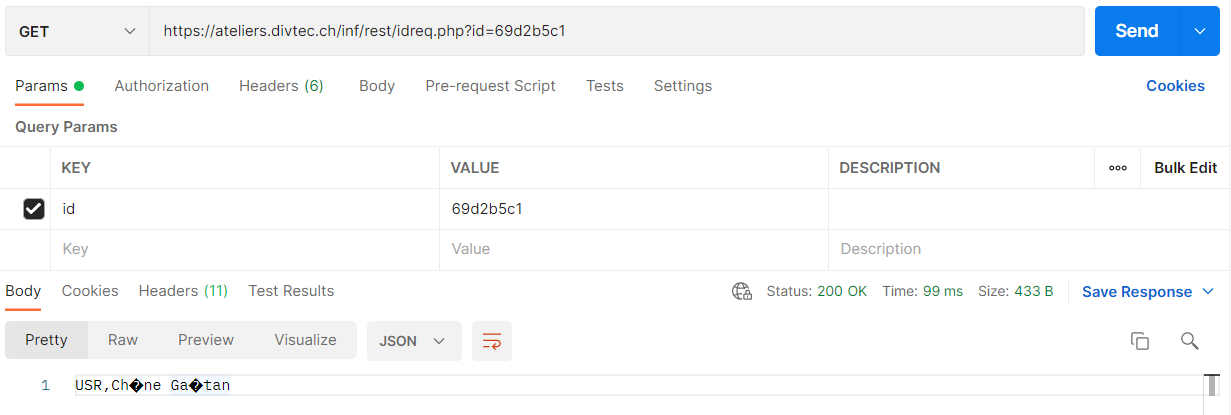 GET https://ateliers.divtec.ch/inf/rest/idreq.php?id=69d2b5c1 Send
Params Authorization Headers (6) Body Pre-request Script Tests Settings Cookies
Query Params
KEY VALUE DESCRIPTION ooo Bulk Edit
id 69d2b5c1
Key Value Description
Body Cookies Headers (11) Test Results Status: 200 OK Time: 99 ms Size: 433 B Save Response
Pretty Raw Preview Visualize JSON
1 USR,Ch�ne Ga�tan